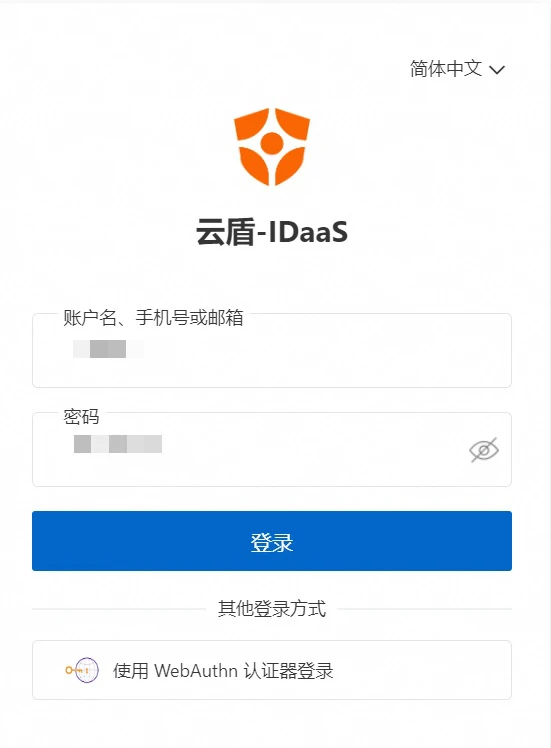 简体中文
云盾-IDaaS
账户名、手机号或邮箱
密码
登录
其他登录方式
使用 WebAuthn 认证器登录